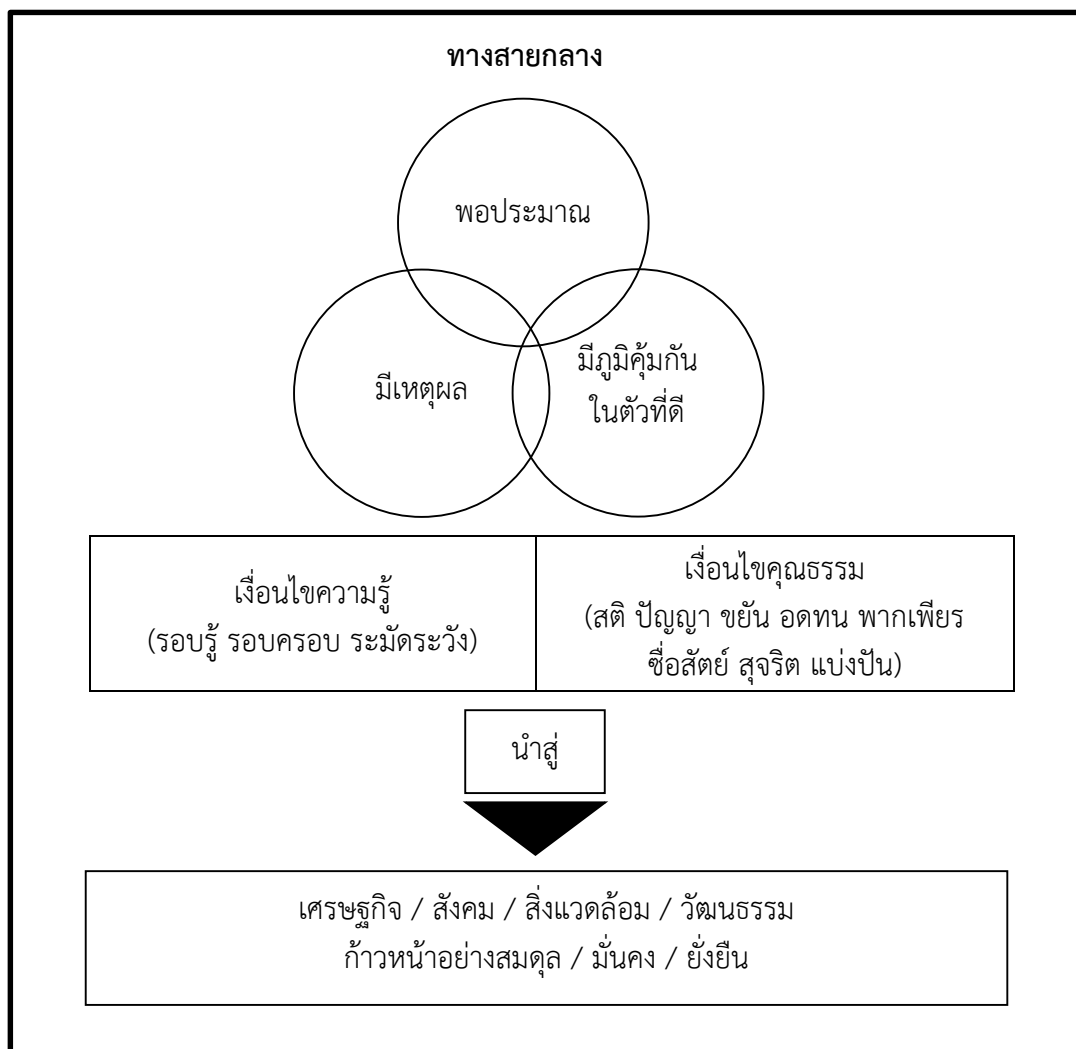 ทางสายกลาง
พอประมาณ
มีเหตุผล
มีภูมิคุ้มกัน
ในตัวที่ดี
เงื่อนไขความรู้
(รอบรู้ รอบครอบ ระมัดระวัง)
เงื่อนไขคุณธรรม
(สติ ปัญญา ขยัน อดทน พากเพียร
ซื่อสัตย์ สุจริต แบ่งปัน)
นำสู่
เศรษฐกิจ / สังคม / สิ่งแวดล้อม / วัฒนธรรม
ก้าวหน้าอย่างสมดุล / มั่นคง / ยั่งยืน